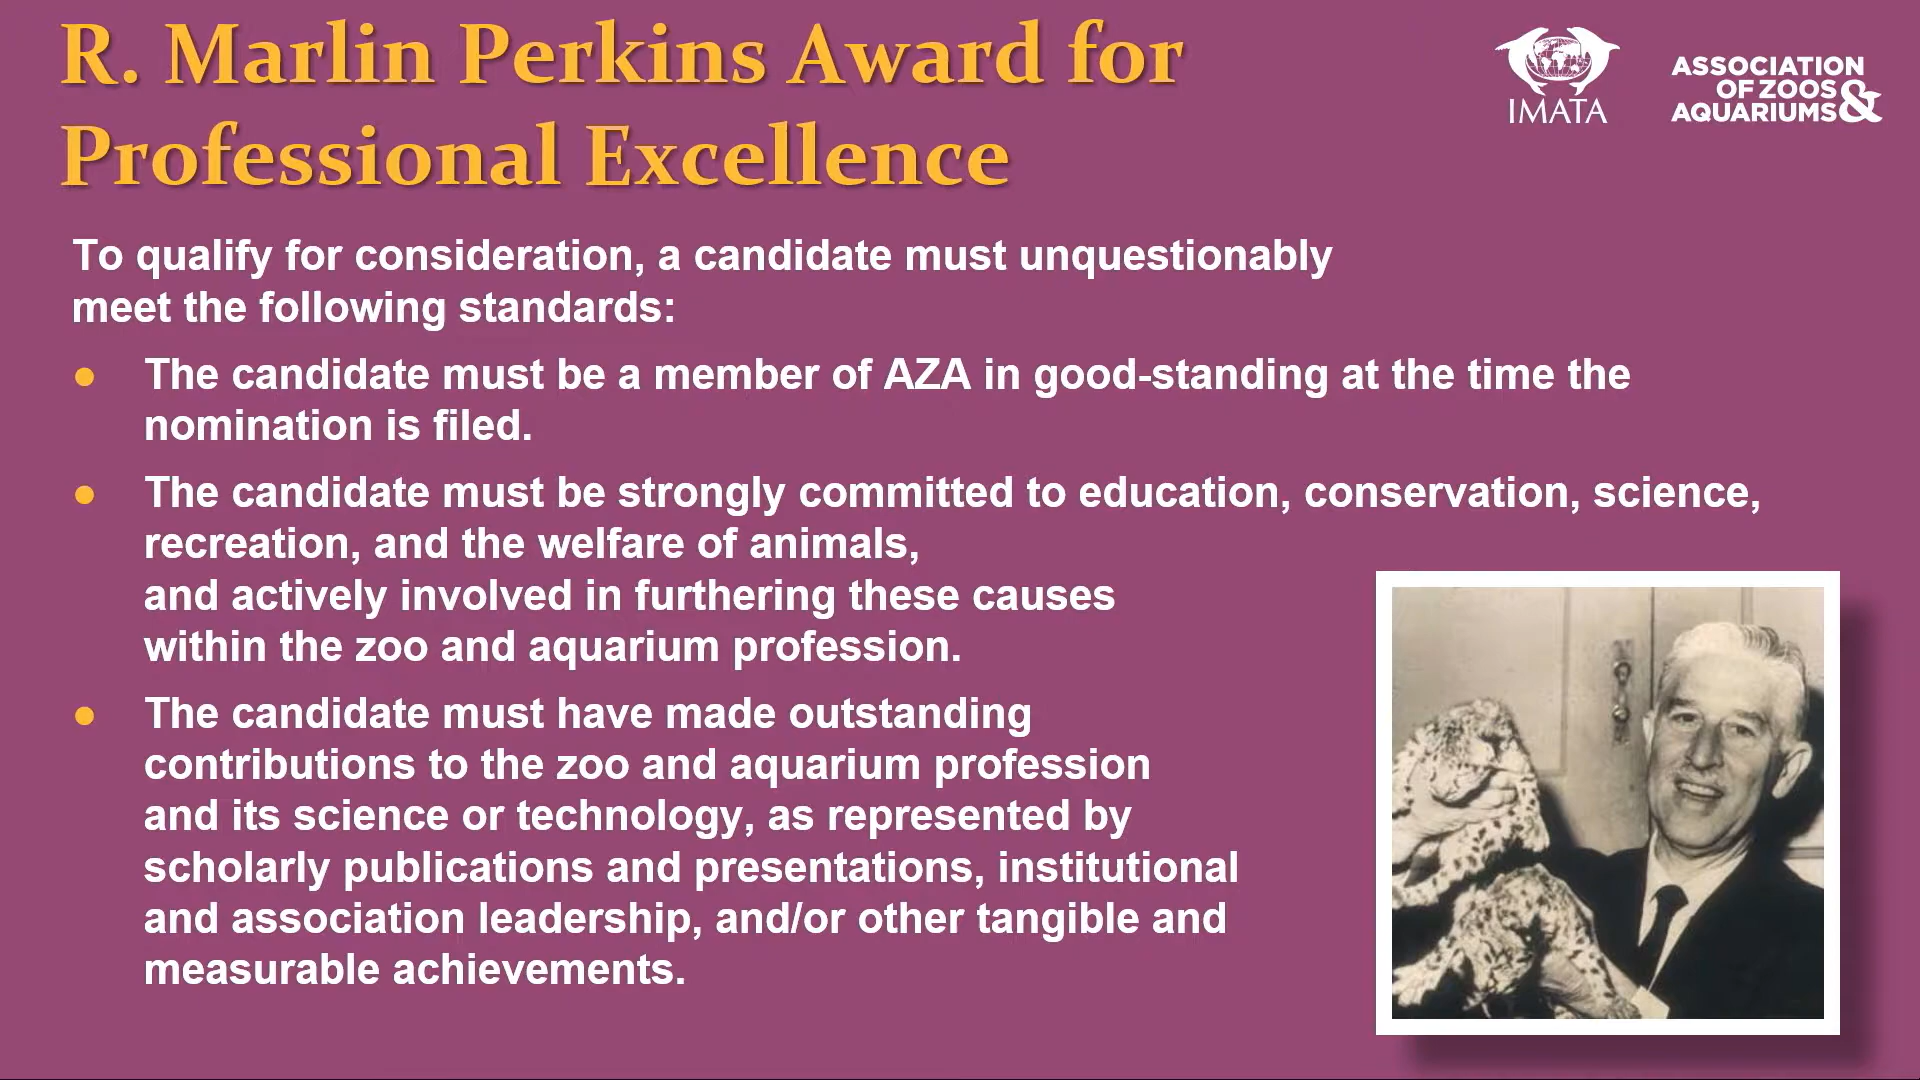 R. Marlin Perkins Award for
Professional Excellence
IMATA
ASSOCIATION
OF ZOOS
AQUARIUMS &
To qualify for consideration, a candidate must unquestionably
meet the following standards:
● The candidate must be a member of AZA in good-standing at the time the
nomination is filed.
● The candidate must be strongly committed to education, conservation, science,
recreation, and the welfare of animals,
and actively involved in furthering these causes
within the zoo and aquarium profession.
● The candidate must have made outstanding
contributions to the zoo and aquarium profession
and its science or technology, as represented by
scholarly publications and presentations, institutional
and association leadership, and/or other tangible and
measurable achievements.